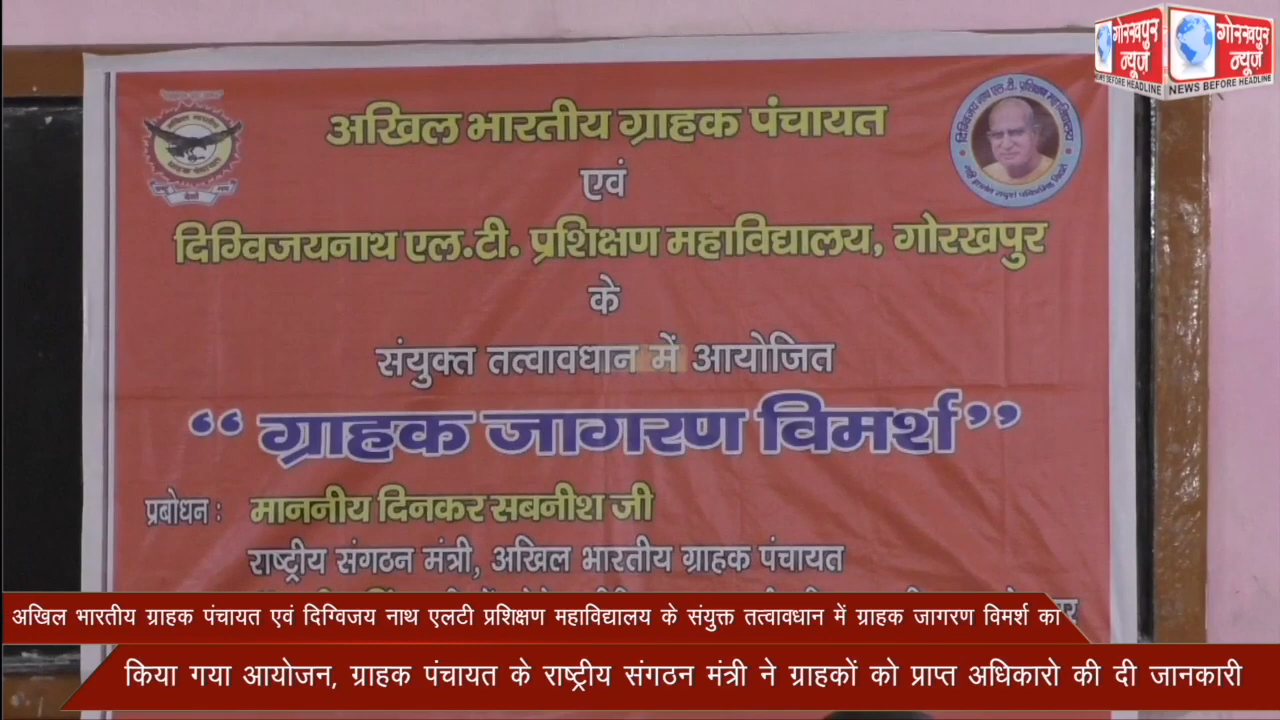 गोरखपुर न्यूज़
NEWS BEFORE HEADLINE
गोरखपुर न्यूज़
NEWS BEFORE HEADLINE
अखिल भारतीय ग्राहक पंचायत
एवं
दिग्विजयनाथ एल.टी. प्रशिक्षण महाविद्यालय, गोरखपुर
के
संयुक्त तत्वावधान में आयोजित
“ ग्राहक जागरण विमर्श ”
प्रबोधन : माननीय दिनकर सबनीश जी
राष्ट्रीय संगठन मंत्री, अखिल भारतीय ग्राहक पंचायत
अखिल भारतीय ग्राहक पंचायत एवं दिग्विजय नाथ एलटी प्रशिक्षण महाविद्यालय के संयुक्त तत्वावधान में ग्राहक जागरण विमर्श का
किया गया आयोजन, ग्राहक पंचायत के राष्ट्रीय संगठन मंत्री ने ग्राहकों को प्राप्त अधिकारो की दी जानकारी